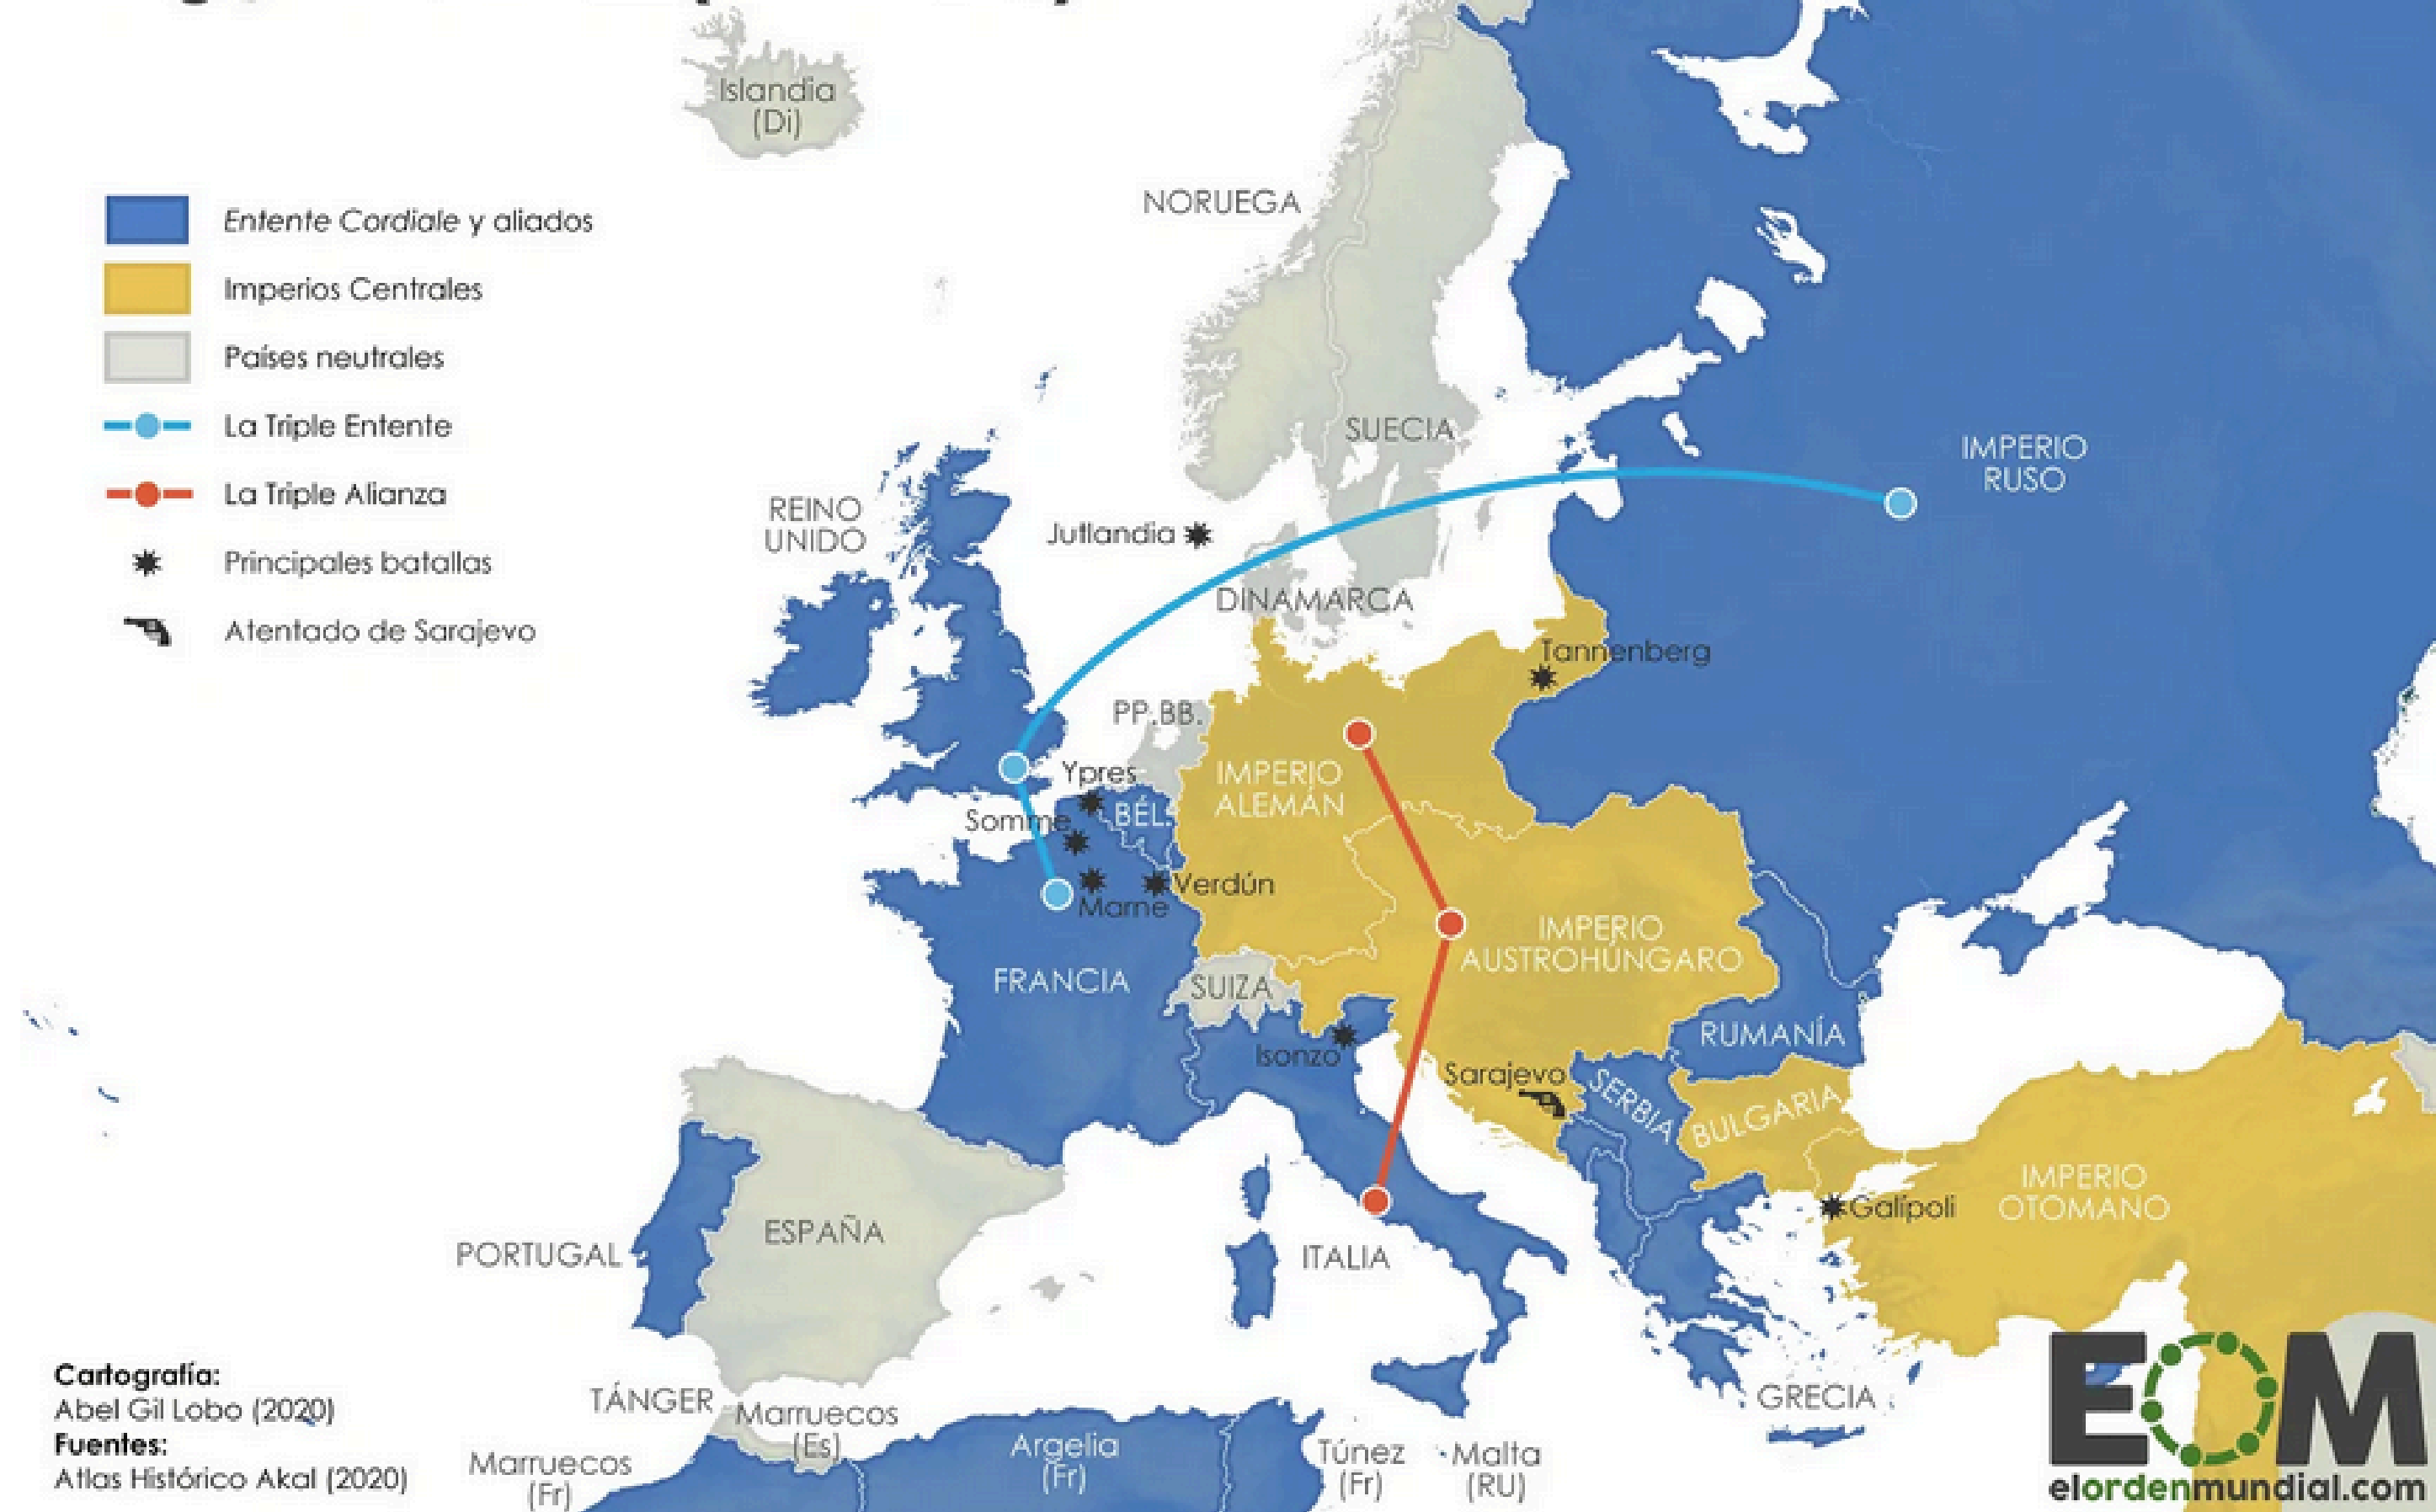 Islandia
(Di)
Entente Cordiale y aliados
Imperios Centrales
Países neutrales
La Triple Entente
La Triple Alianza
Principales batallas
Atentado de Sarajevo
NORUEGA
SUECIA
IMPERIO
RUSO
REINO
UNIDO
Jutlandia
DINAMARCA
Tannenberg
PP.BB.
Ypres
IMPERIO
ALEMÁN
BÉL.
Somme
Verdún
Marne
IMPERIO
AUSTROHÚNGARO
FRANCIA
SUIZA
RUMANÍA
Isonzo
Sarajevo
SERBIA
BULGARIA
IMPERIO
OTOMANO
Galípoli
ESPAÑA
PORTUGAL
ITALIA
GRECIA
TÁNGER
Marruecos
(Es)
Marruecos
(Fr)
Argelia
(Fr)
Túnez
(Fr)
Malta
(RU)
Cartografía:
Abel Gil Lobo (2020)
Fuentes:
Atlas Histórico Akal (2020)
EOM
elordenmundial.com